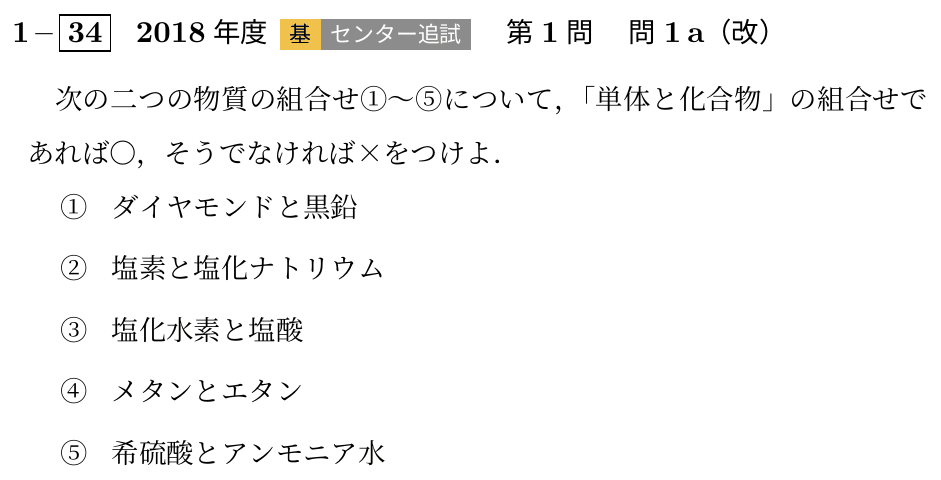 1－34 2018 年度 基 センター追試 第 1 問 問 1 a（改）
次の二つの物質の組合せ①～⑤について，「単体と化合物」の組合せで
あれば○，そうでなければ×をつけよ．
① ダイヤモンドと黒鉛
② 塩素と塩化ナトリウム
③ 塩化水素と塩酸
④ メタンとエタン
⑤ 希硫酸とアンモニア水